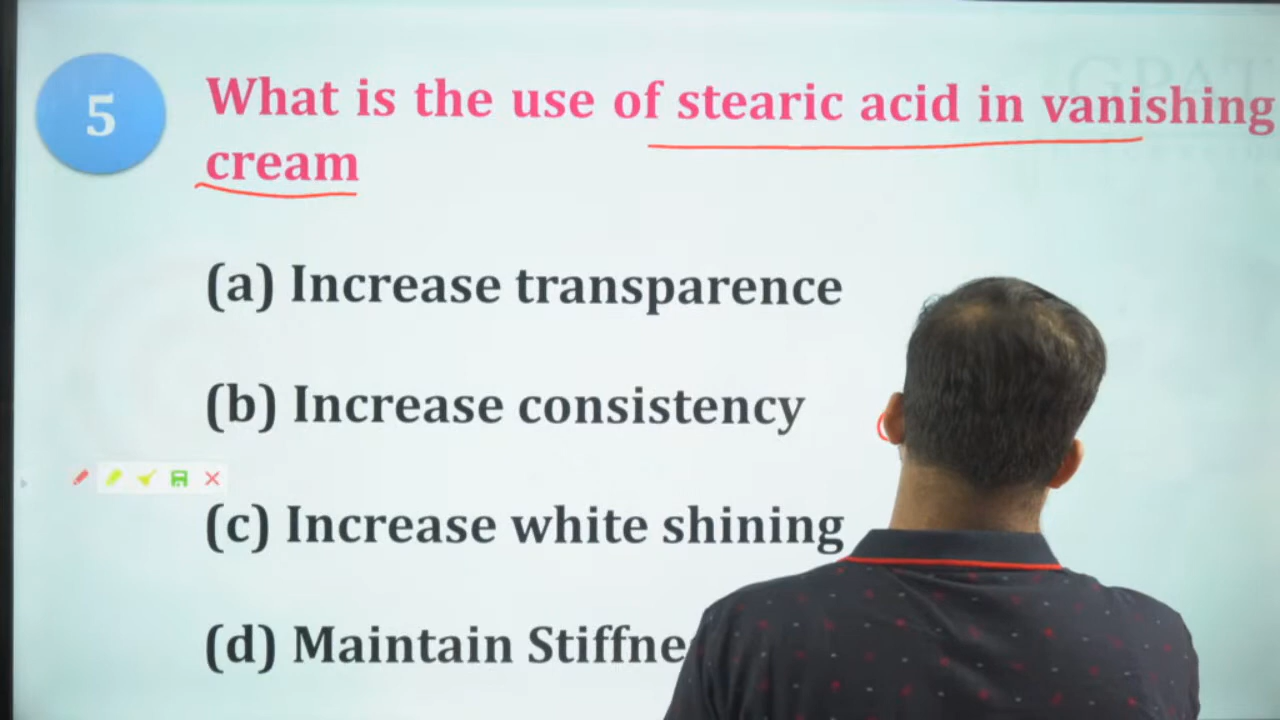 5
What is the use of stearic acid in vanishing
cream
(a) Increase transparence
(b) Increase consistency
(c) Increase white shining
(d) Maintain
GPAT